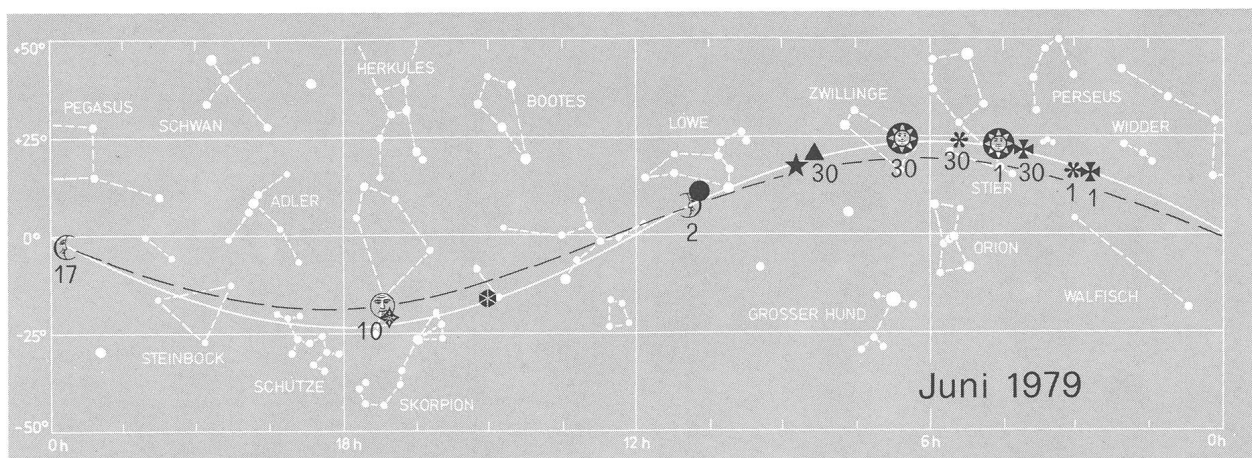 +50°
HERKULES
PEGASUS
SCHWAN
BOOTES
ZWILLINGE
PERSEUS
LÖWE
WIDDER
+25°
30
30
30
1
30
STIER
1
1
ADLER
2
0°
ORION
17
WALFISCH
GROSSER HUND
10
-25°
STEINBOCK
SCHÜTZE
SKORPION
Juni 1979
-50°
0h
18h
12h
6h
0h